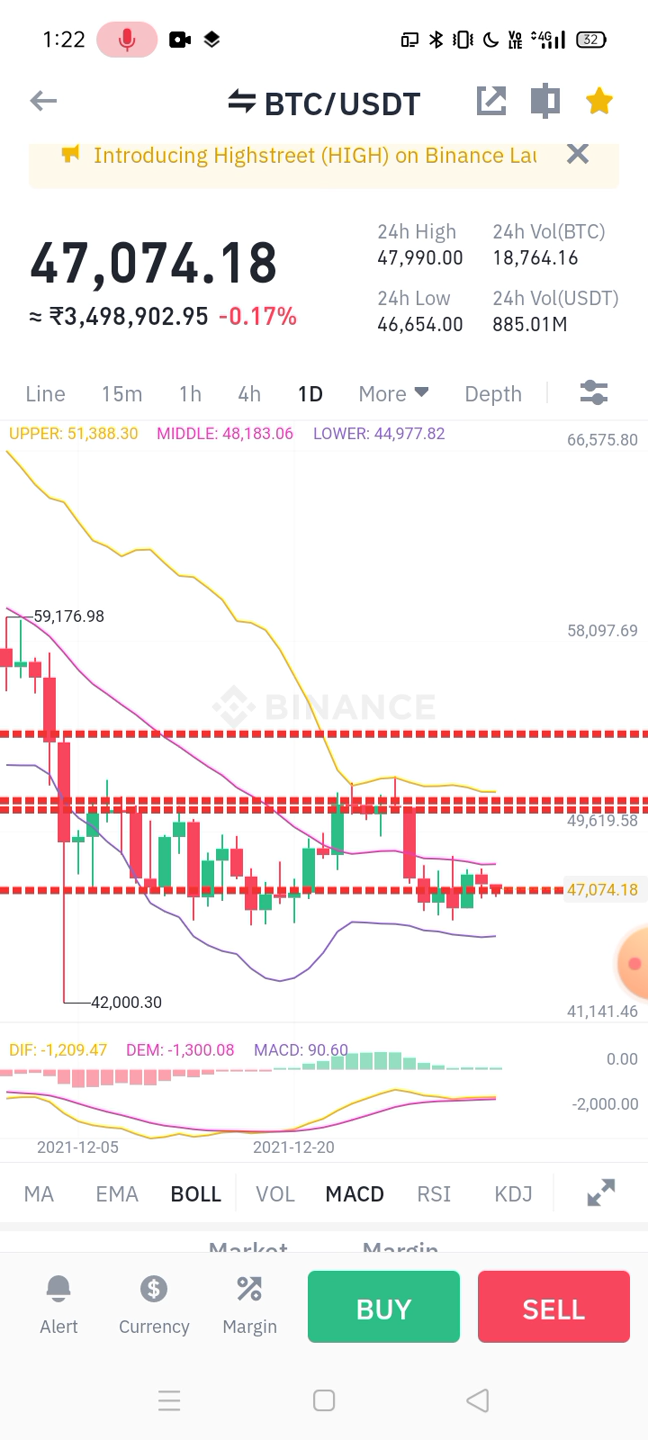 1:22 Vo LTE 4G 32
BTC/USDT
Introducing Highstreet (HIGH) on Binance
47,074.18
≈ ₹3,498,902.95 -0.17%
24h High
47,990.00
24h Vol(BTC)
18,764.16
24h Low
46,654.00
24h Vol(USDT)
885.01M
Line 15m 1h 4h 1D More Depth
UPPER: 51,388.30 MIDDLE: 48,183.06 LOWER: 44,977.82
66,575.80
59,176.98
58,097.69
BINANCE
49,619.58
47,074.18
42,000.30
41,141.46
DIF: -1,209.47 DEM: -1,300.08 MACD: 90.60
0.00
-2,000.00
2021-12-05 2021-12-20
MA EMA BOLL VOL MACD RSI KDJ
Market Margin
Alert Currency Margin BUY SELL